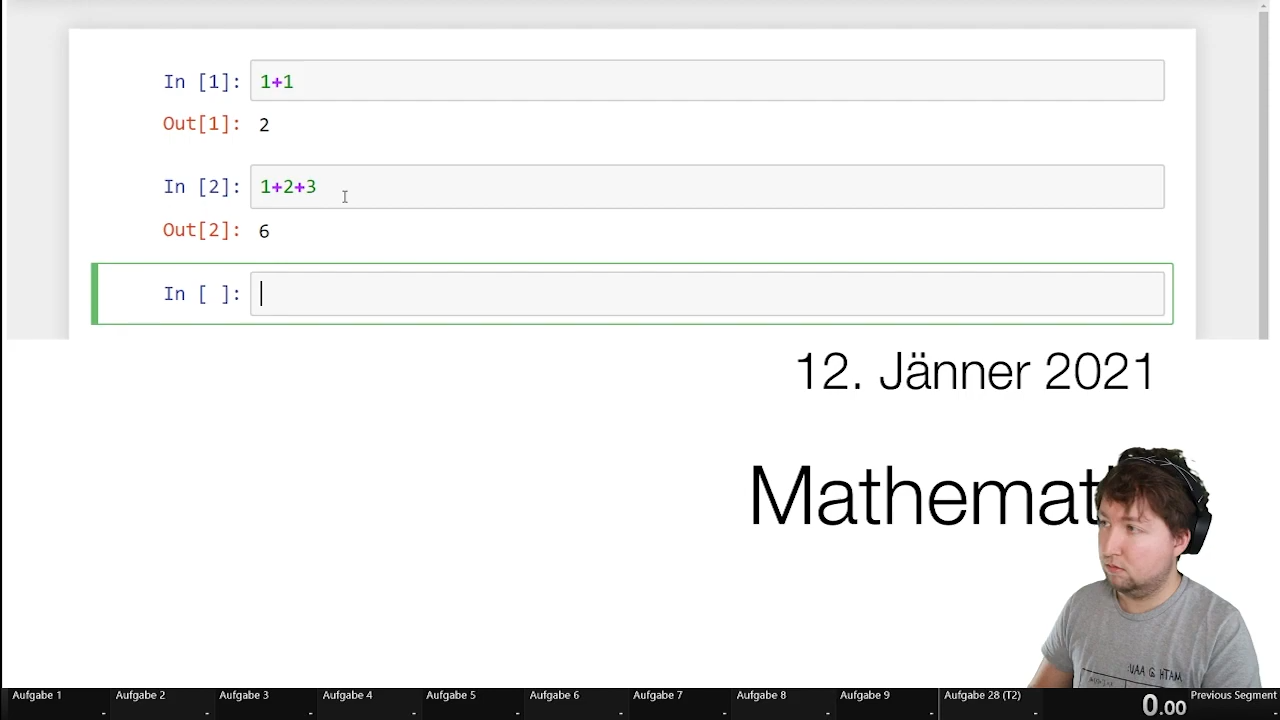 In [1]: 1+1
Out[1]: 2
In [2]: 1+2+3
Out[2]: 6
In [ ]:
12. Jänner 2021
Mathemat
Aufgabe 1 Aufgabe 2 Aufgabe 3 Aufgabe 4 Aufgabe 5 Aufgabe 6 Aufgabe 7 Aufgabe 8 Aufgabe 9 Aufgabe 28 (T2) 0.00 Previous Segment
- - - - - - - - - - -